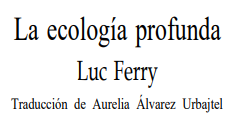 La ecología profunda
Luc Ferry
Traducción de Aurelia Álvarez Urbajtel